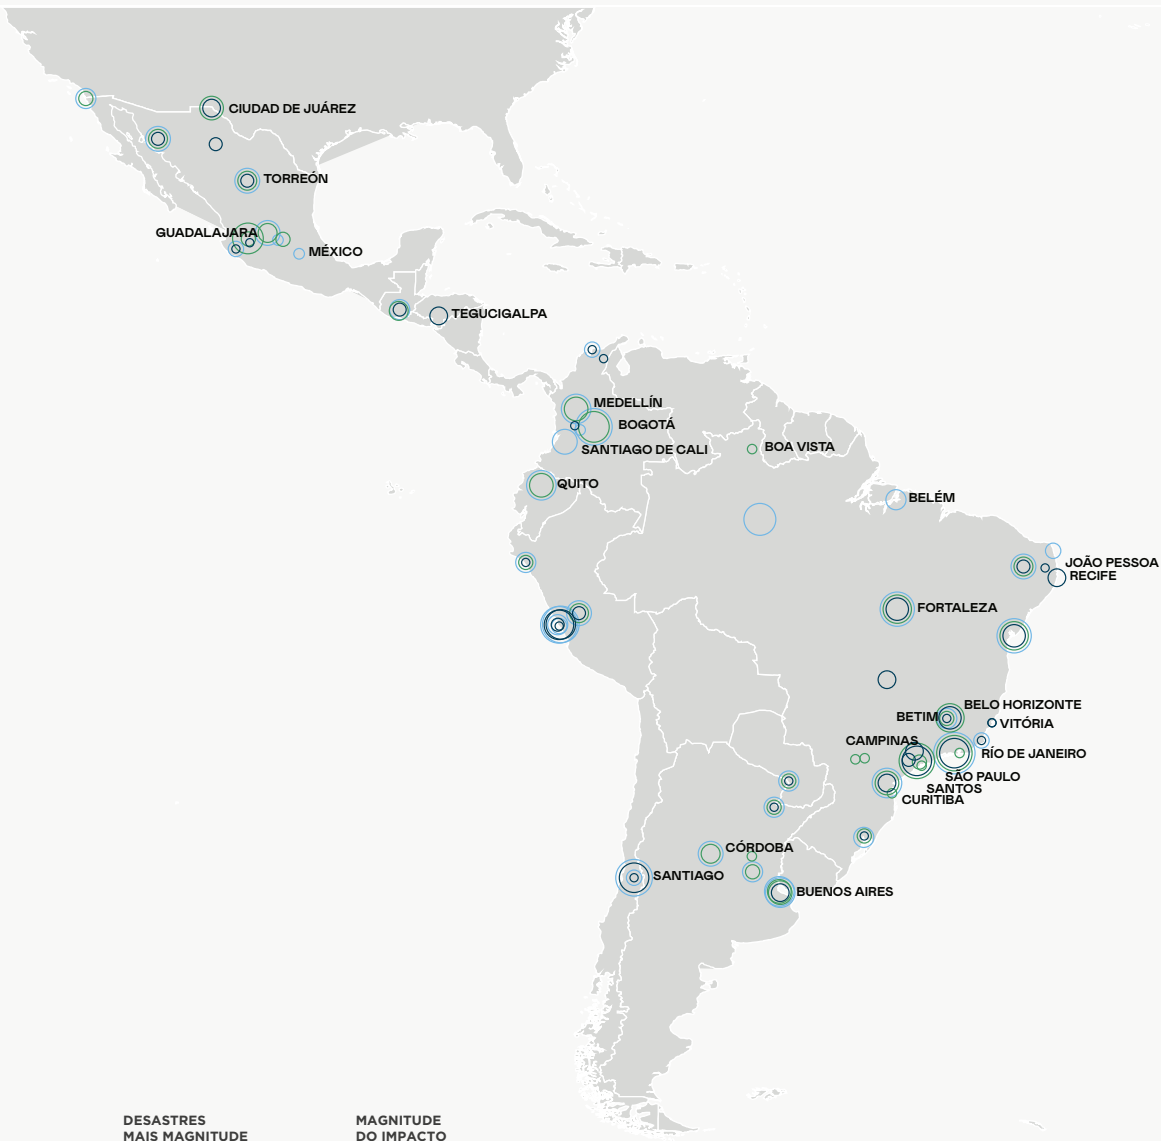 CIUDAD DE JUÁREZ
TORREÓN
GUADALAJARA
MÉXICO
TEGUCIGALPA
MEDELLÍN
BOGOTÁ
SANTIAGO DE CALI
BOA VISTA
QUITO
BELÉM
JOÃO PESSOA
RECIFE
FORTALEZA
BELO HORIZONTE
BETIM
VITÓRIA
CAMPINAS
RÍO DE JANEIRO
SÃO PAULO
SANTOS
CURITIBA
CÓRDOBA
SANTIAGO
BUENOS AIRES
DESASTRES
MAIS MAGNITUDE
MAGNITUDE
DO IMPACTO